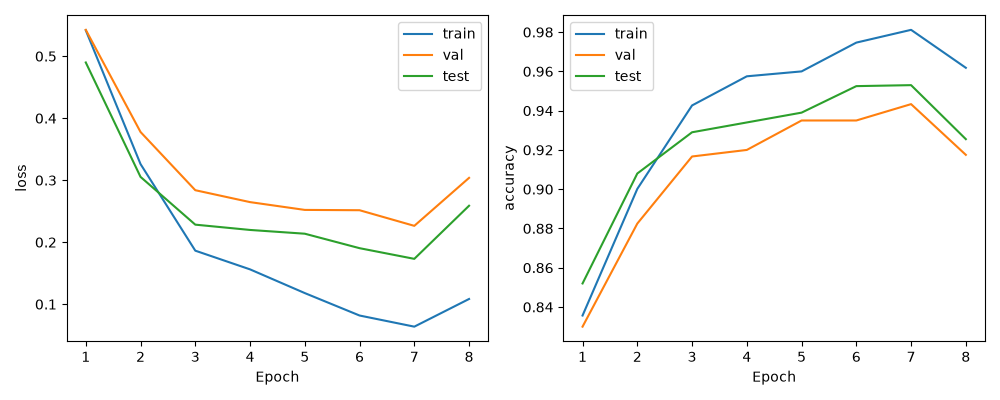 train
val
test
0.5
0.4
0.3
0.2
0.1
loss
1 2 3 4 5 6 7 8
Epoch
train
val
test
0.98
0.96
0.94
0.92
0.90
0.88
0.86
0.84
accuracy
1 2 3 4 5 6 7 8
Epoch